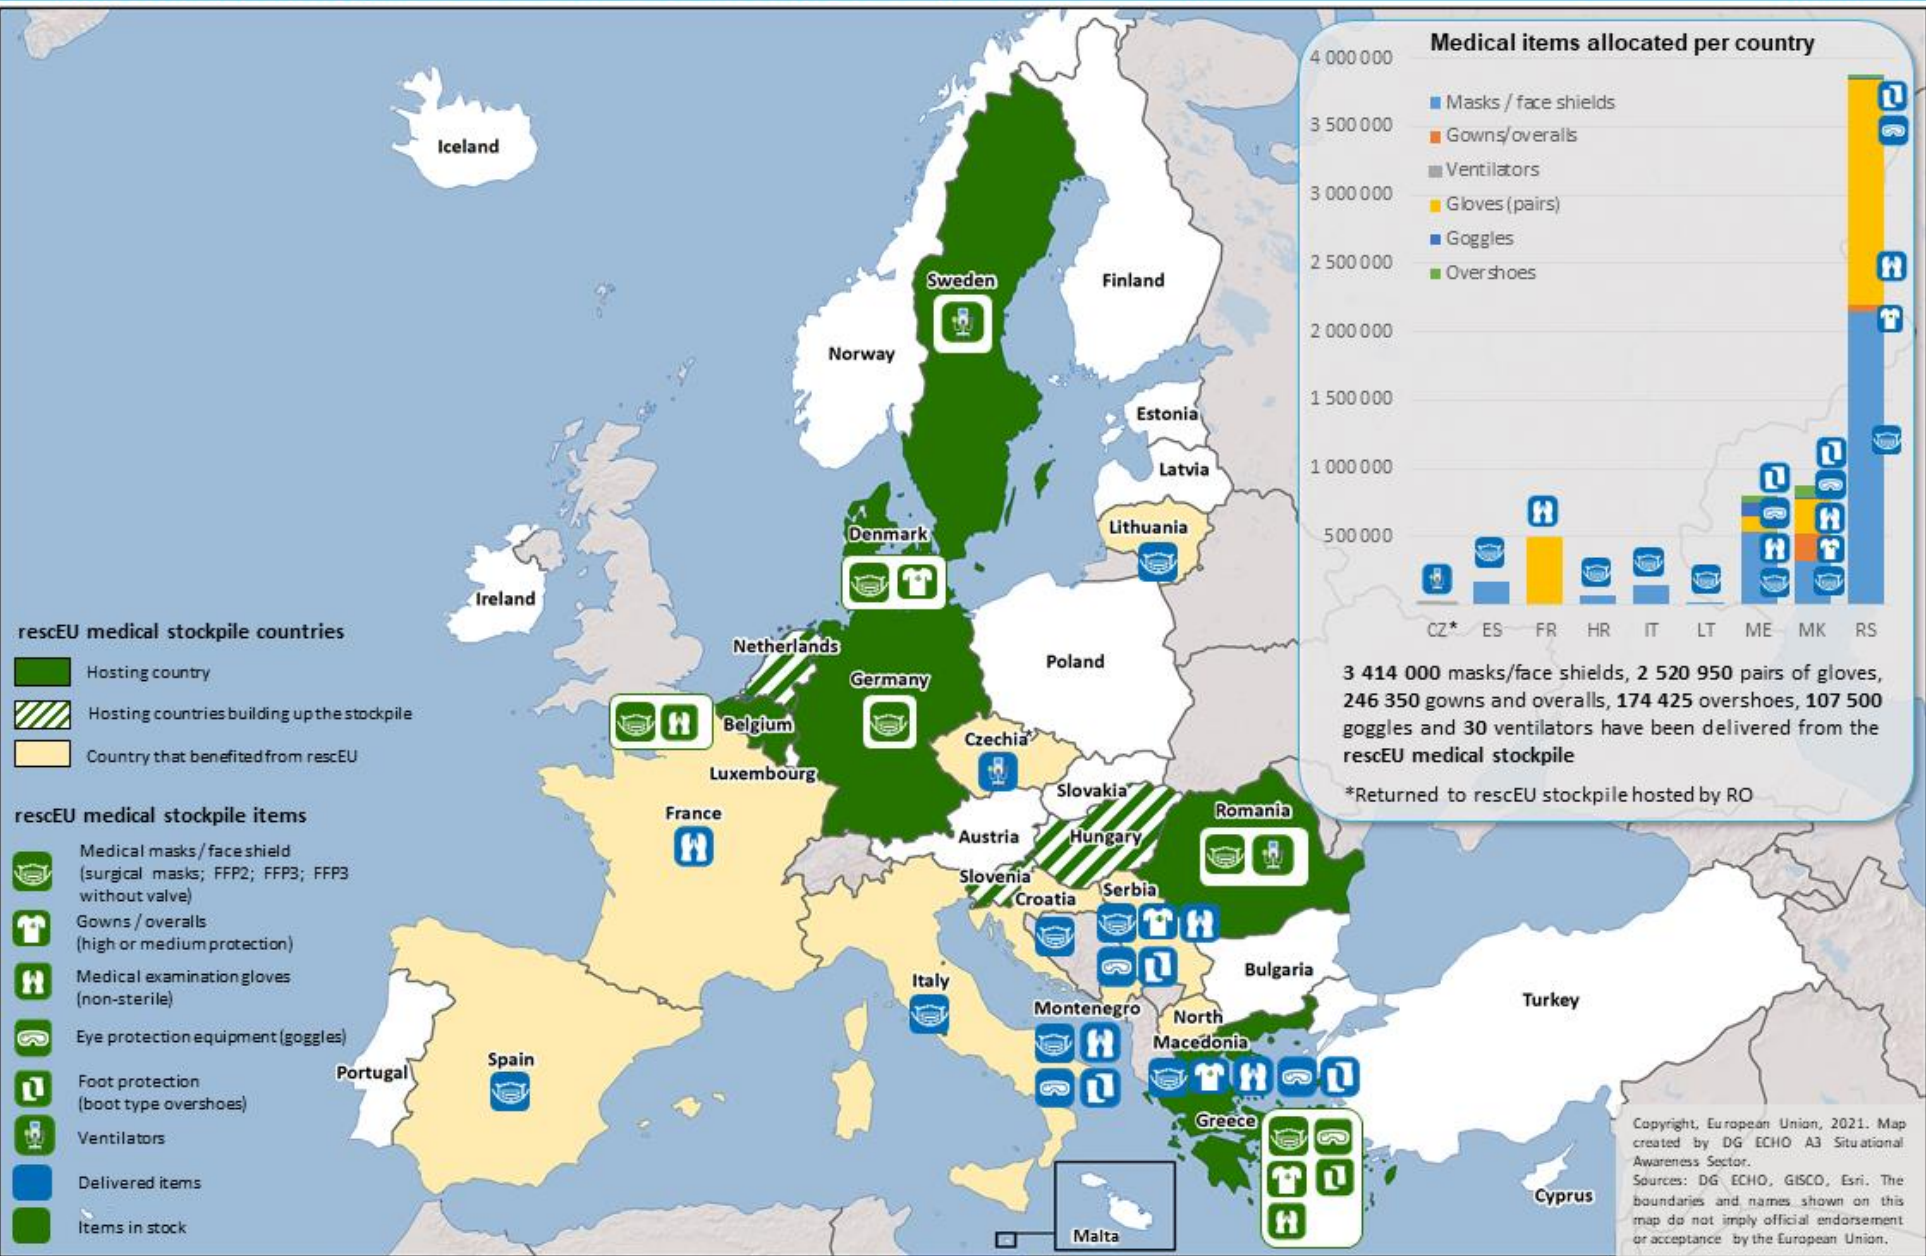 Iceland
Sweden
Finland
Norway
Estonia
Latvia
Lithuania
Denmark
Ireland
Netherlands
Poland
Germany
Belgium
Czechia*
Luxembourg
Slovakia
France
Austria
Hungary
Romania
Slovenia
Croatia
Serbia
Italy
Bulgaria
Montenegro
North
Macedonia
Turkey
Portugal
Spain
Greece
Cyprus
Malta
rescEU medical stockpile countries
Hosting country
Hosting countries building up the stockpile
Country that benefited from rescEU
rescEU medical stockpile items
Medical masks / face shield
(surgical masks; FFP2; FFP3; FFP3
without valve)
Gowns / overalls
(high or medium protection)
Medical examination gloves
(non-sterile)
Eye protection equipment (goggles)
Foot protection
(boot type overshoes)
Ventilators
Delivered items
Items in stock
Medical items allocated per country
4 000 000
3 500 000
3 000 000
2 500 000
2 000 000
1 500 000
1 000 000
500 000
Masks / face shields
Gowns/overalls
Ventilators
Gloves (pairs)
Goggles
Overshoes
CZ* ES FR HR IT LT ME MK RS
3 414 000 masks/face shields, 2 520 950 pairs of gloves,
246 350 gowns and overalls, 174 425 overshoes, 107 500
goggles and 30 ventilators have been delivered from the
rescEU medical stockpile
*Returned to rescEU stockpile hosted by RO
Copyright, European Union, 2021. Map
created by DG ECHO A3 Situational
Awareness Sector.
Sources: DG ECHO, GISCO, Esri. The
boundaries and names shown on this
map do not imply official endorsement
or acceptance by the European Union.